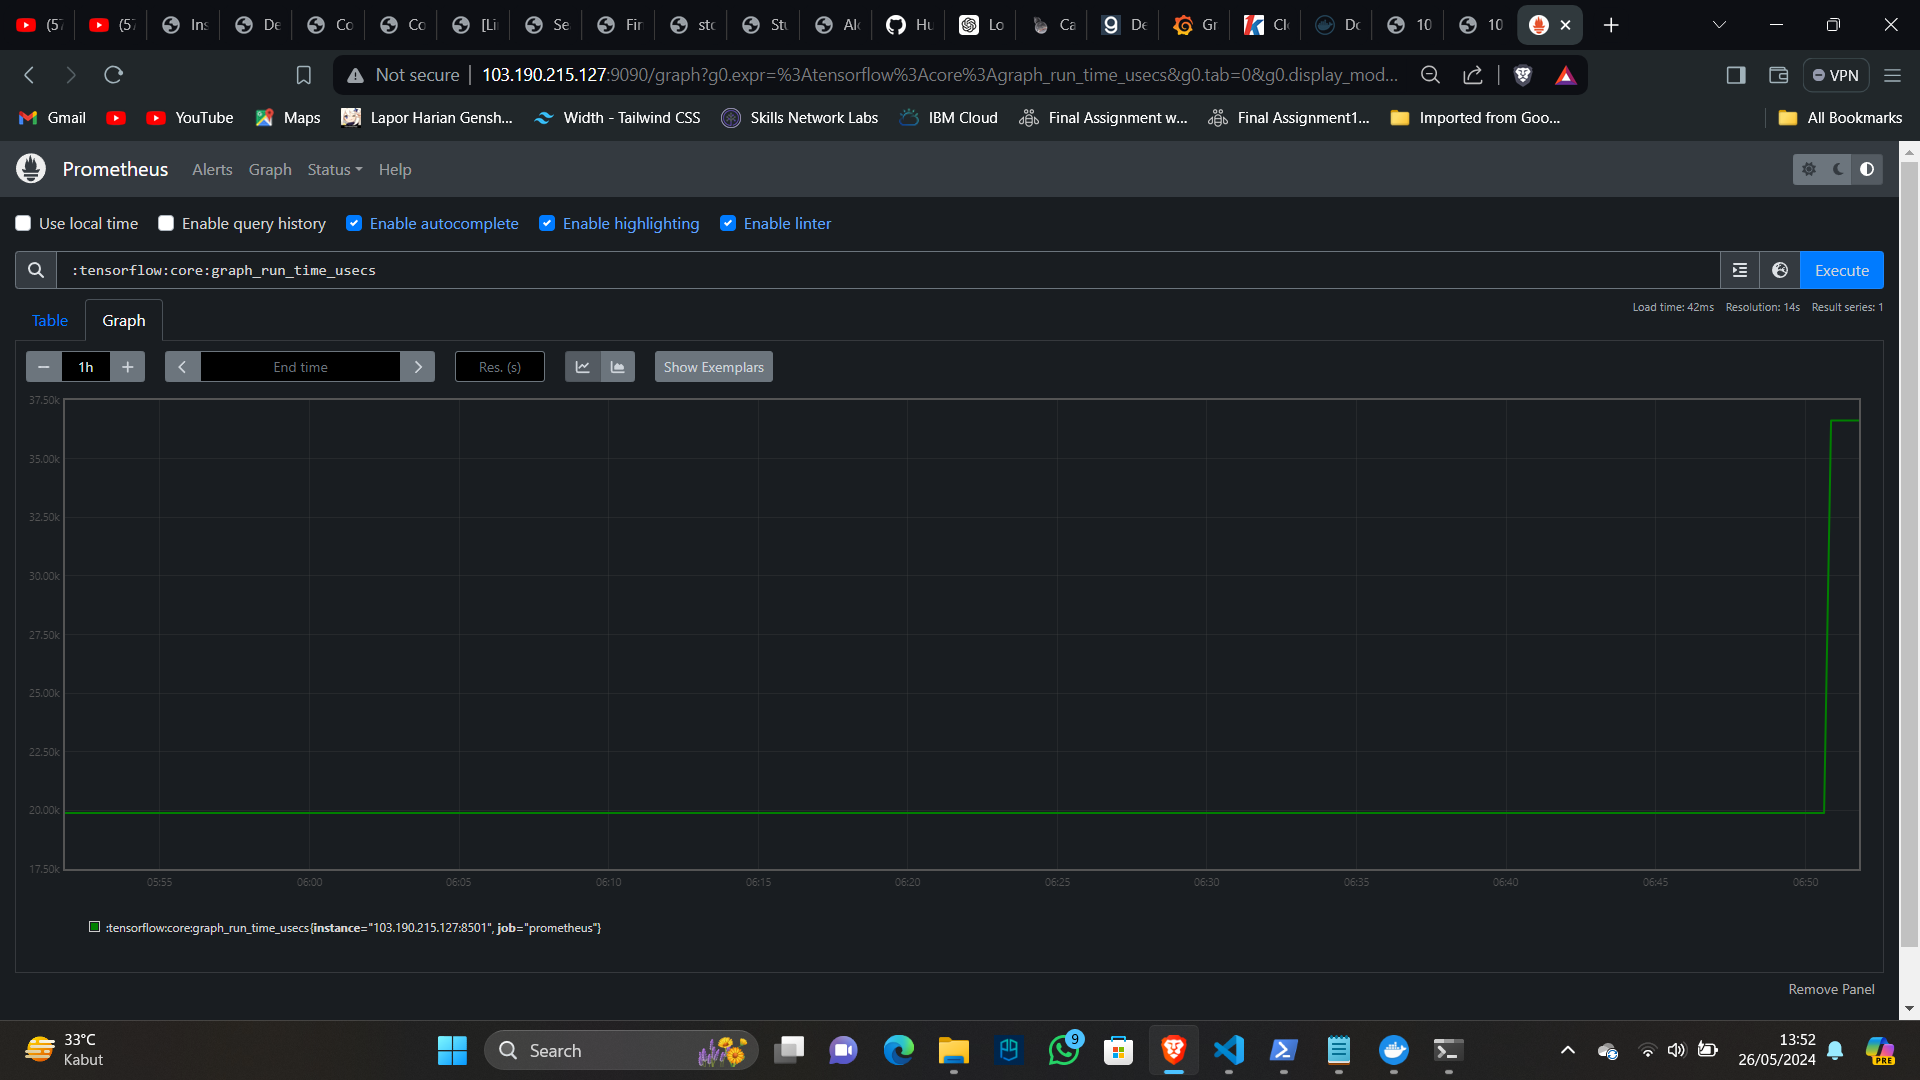 (57
(57
Ins
De
Co
Co
[Li
Se
Fir
stc
Stu
Alc
Hu
Lo
Ca
De
Gr
Clo
Do
10
10
Not secure 103.190.215.127:9090/graph?g0.expr=%3Atensorflow%3Acore%3Agraph_run_time_usecs&g0.tab=0&g0.display_mod...
VPN
Gmail YouTube Maps Lapor Harian Gensh... Width - Tailwind CSS Skills Network Labs IBM Cloud Final Assignment w... Final Assignment1... Imported from Goo... All Bookmarks
Prometheus Alerts Graph Status Help
Use local time Enable query history Enable autocomplete Enable highlighting Enable linter
:tensorflow:core:graph_run_time_usecs Execute
Table Graph
Load time: 42ms Resolution: 14s Result series: 1
1h End time Res. (s) Show Exemplars
37.50k
35.00k
32.50k
30.00k
27.50k
25.00k
22.50k
20.00k
17.50k
05:55 06:00 06:05 06:10 06:15 06:20 06:25 06:30 06:35 06:40 06:45 06:50
:tensorflow:core:graph_run_time_usecs{instance="103.190.215.127:8501", job="prometheus"}
Remove Panel
33°C
Kabut
Search
9
13:52
26/05/2024
PRE